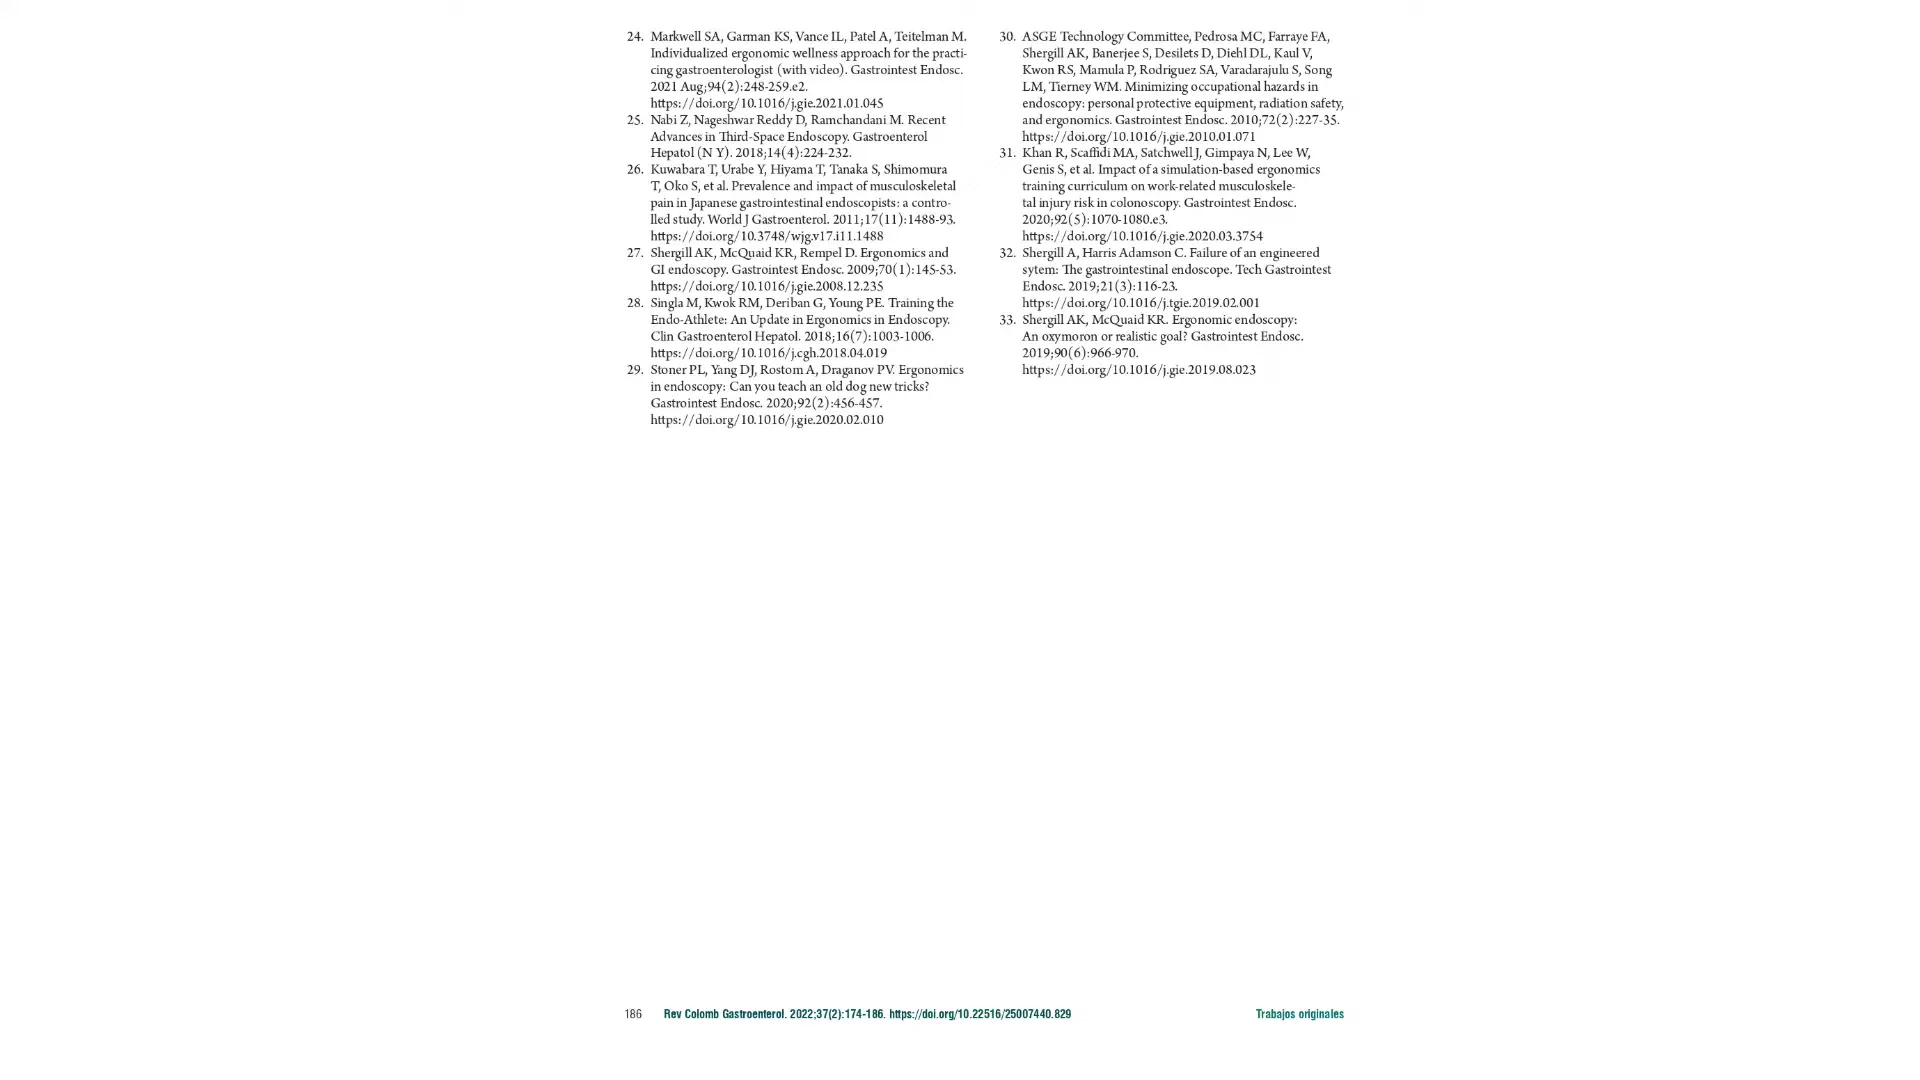 24. Markwell SA, Garman KS, Vance IL, Patel A, Teitelman M.
Individualized ergonomic wellness approach for the practi-
cing gastroenterologist (with video). Gastrointest Endosc.
2021 Aug;94(2):248-259.e2.
https://doi.org/10.1016/j.gie.2021.01.045
25. Nabi Z, Nageshwar Reddy D, Ramchandani M. Recent
Advances in Third-Space Endoscopy. Gastroenterol
Hepatol (N Y). 2018;14(4):224-232.
26. Kuwabara T, Urabe Y, Hiyama T, Tanaka S, Shimomura
T, Oko S, et al. Prevalence and impact of musculoskeletal
pain in Japanese gastrointestinal endoscopists: a contro-
lled study. World J Gastroenterol. 2011;17(11):1488-93.
https://doi.org/10.3748/wjg.v17.i11.1488
27. Shergill AK, McQuaid KR, Rempel D. Ergonomics and
GI endoscopy. Gastrointest Endosc. 2009;70(1):145-53.
https://doi.org/10.1016/j.gie.2008.12.235
28. Singla M, Kwok RM, Deriban G, Young PE. Training the
Endo-Athlete: An Update in Ergonomics in Endoscopy.
Clin Gastroenterol Hepatol. 2018;16(7):1003-1006.
https://doi.org/10.1016/j.cgh.2018.04.019
29. Stoner PL, Yang DJ, Rostom A, Draganov PV. Ergonomics
in endoscopy: Can you teach an old dog new tricks?
Gastrointest Endosc. 2020;92(2):456-457.
https://doi.org/10.1016/j.gie.2020.02.010
30. ASGE Technology Committee, Pedrosa MC, Farraye FA,
Shergill AK, Banerjee S, Desilets D, Diehl DL, Kaul V,
Kwon RS, Mamula P, Rodriguez SA, Varadarajulu S, Song
LM, Tierney WM. Minimizing occupational hazards in
endoscopy: personal protective equipment, radiation safety,
and ergonomics. Gastrointest Endosc. 2010;72(2):227-35.
https://doi.org/10.1016/j.gie.2010.01.071
31. Khan R, Scaffidi MA, Satchwell J, Gimpaya N, Lee W,
Genis S, et al. Impact of a simulation-based ergonomics
training curriculum on work-related musculoskele-
tal injury risk in colonoscopy. Gastrointest Endosc.
2020;92(5):1070-1080.e3.
https://doi.org/10.1016/j.gie.2020.03.3754
32. Shergill A, Harris Adamson C. Failure of an engineered
sytem: The gastrointestinal endoscope. Tech Gastrointest
Endosc. 2019;21(3):116-23.
https://doi.org/10.1016/j.tgie.2019.02.001
33. Shergill AK, McQuaid KR. Ergonomic endoscopy:
An oxymoron or realistic goal? Gastrointest Endosc.
2019;90(6):966-970.
https://doi.org/10.1016/j.gie.2019.08.023
186 Rev Colomb Gastroenterol. 2022;37(2):174-186. https://doi.org/10.22516/25007440.829
Trabajos originales